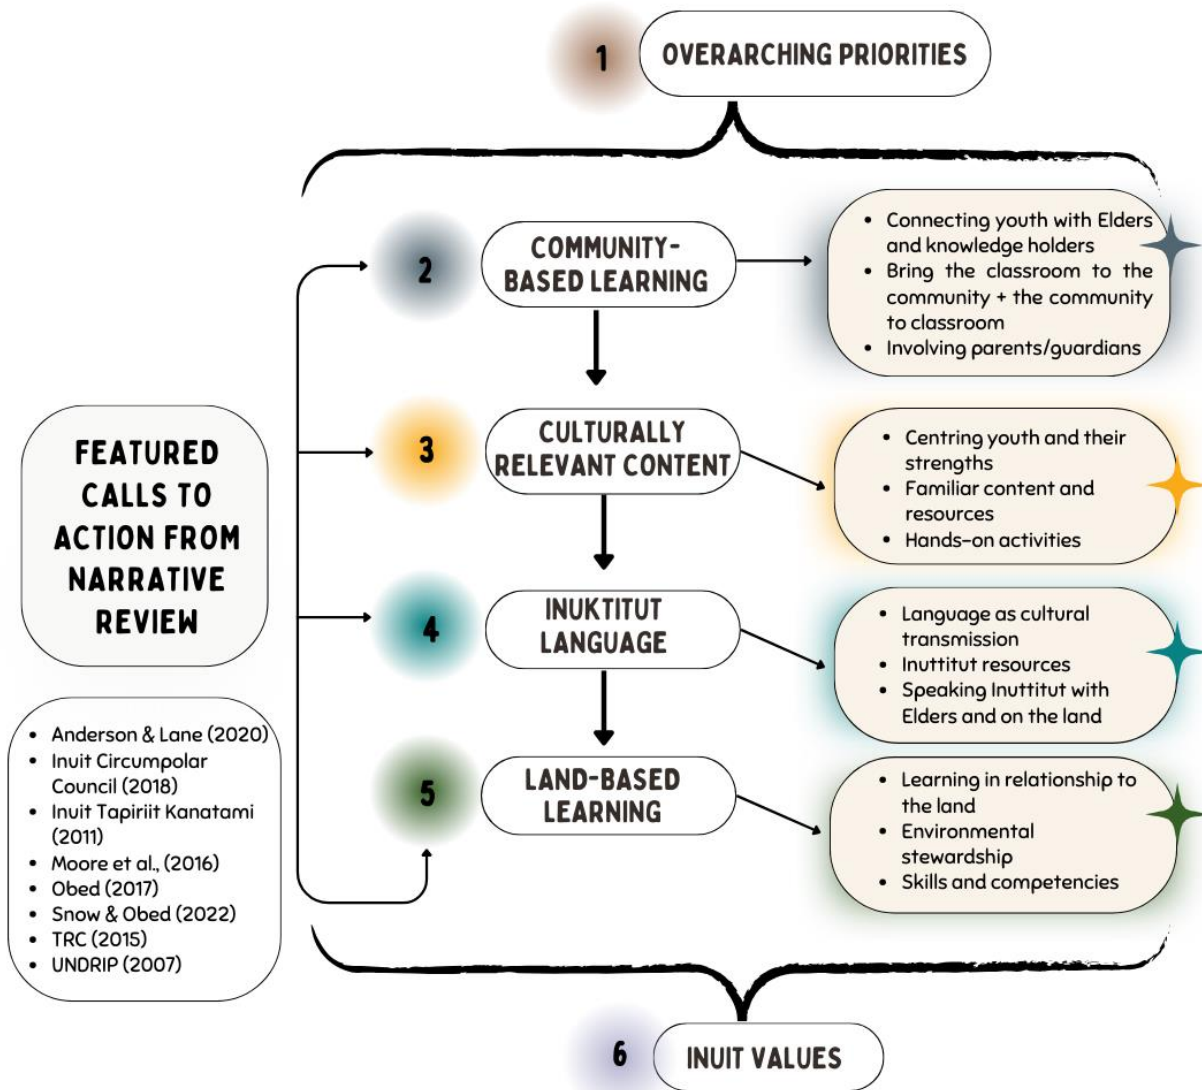 1
OVERARCHING PRIORITIES
2
COMMUNITY-
BASED LEARNING
• Connecting youth with Elders
and knowledge holders
• Bring the classroom to the
community + the community
to classroom
• Involving parents/guardians
3
CULTURALLY
RELEVANT CONTENT
• Centring youth and their
strengths
• Familiar content and
resources
• Hands-on activities
FEATURED
CALLS TO
ACTION FROM
NARRATIVE
REVIEW
4
INUKTITUT
LANGUAGE
• Language as cultural
transmission
• Inuttitut resources
• Speaking Inuttitut with
Elders and on the land
• Anderson & Lane (2020)
• Inuit Circumpolar
Council (2018)
• Inuit Tapiriit Kanatami
(2011)
• Moore et al., (2016)
• Obed (2017)
• Snow & Obed (2022)
• TRC (2015)
• UNDRIP (2007)
5
LAND-BASED
LEARNING
• Learning in relationship to
the land
• Environmental
stewardship
• Skills and competencies
6
INUIT VALUES